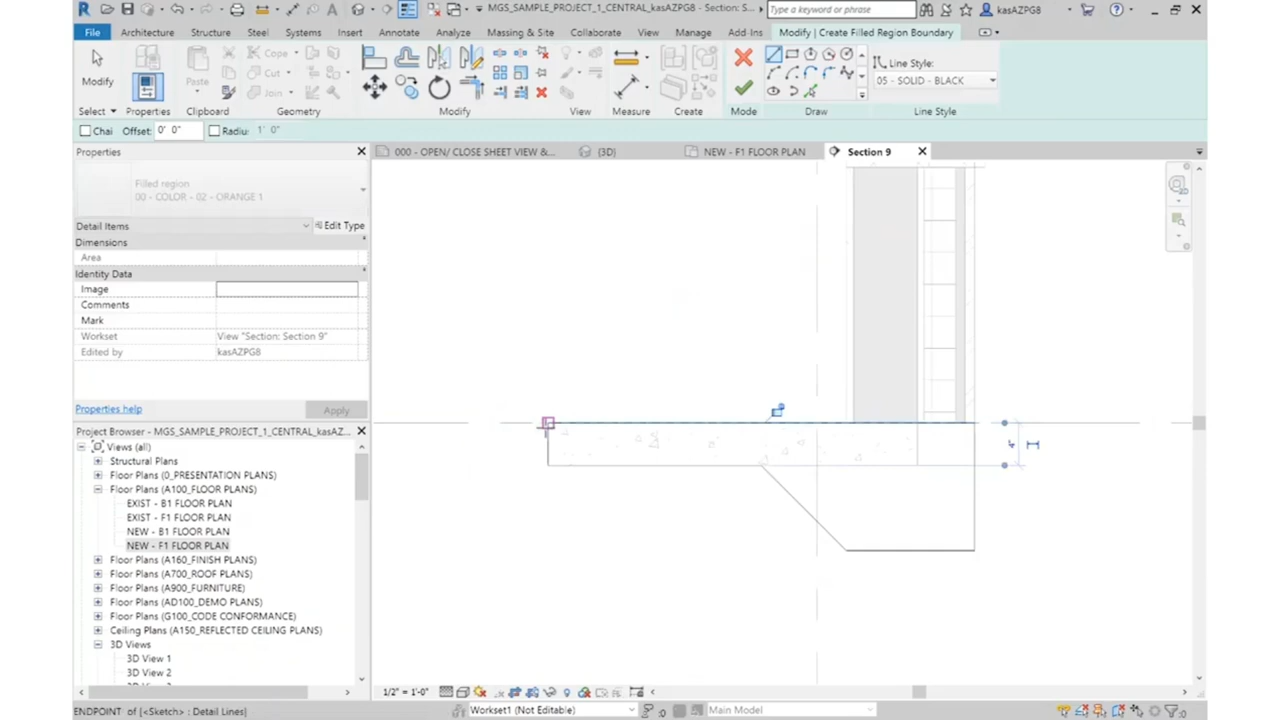 MGS_SAMPLE_PROJECT_1_CENTRAL_kasAZPG8 - Section: S...
Type a keyword or phrase
kasAZPG8
File Architecture Structure Steel Systems Insert Annotate Analyze Massing & Site Collaborate View Manage Add-Ins Modify | Create Filled Region Boundary
Modify
Paste
Cope
Cut
Join
Line Style:
05 - SOLID - BLACK
Select Properties Clipboard Geometry Modify View Measure Create Mode Draw Line Style
Chai Offset: 0' 0" Radiu: 1' 0"
Properties
000 - OPEN/ CLOSE SHEET VIEW &... {3D} NEW - F1 FLOOR PLAN Section 9
Filled region
00 - COLOR - 02 - ORANGE 1
Detail Items
Edit Type
Dimensions
Area
Identity Data
Image
Comments
Mark
Workset View "Section: Section 9"
Edited by kasAZPG8
Properties help
Apply
Project Browser - MGS_SAMPLE_PROJECT_1_CENTRAL_kasAZPG8...
Views (all)
Structural Plans
Floor Plans (0_PRESENTATION PLANS)
Floor Plans (A100_FLOOR PLANS)
EXIST - B1 FLOOR PLAN
EXIST - F1 FLOOR PLAN
NEW - B1 FLOOR PLAN
NEW - F1 FLOOR PLAN
Floor Plans (A160_FINISH PLANS)
Floor Plans (A700_ROOF PLANS)
Floor Plans (A900_FURNITURE)
Floor Plans (AD100_DEMO PLANS)
Floor Plans (G100_CODE CONFORMANCE)
Ceiling Plans (A150_REFLECTED CEILING PLANS)
3D Views
3D View 1
3D View 2
1/2" = 1'-0"
ENDPOINT of [<Sketch> : Detail Lines]
Workset1 (Not Editable)
:0
Main Model
:0